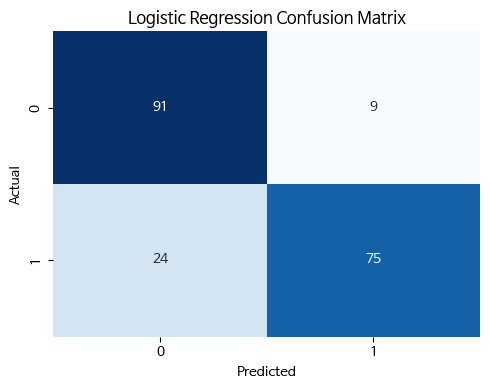 Logistic Regression Confusion Matrix
Actual
0
91
9
1
24
75
0
1
Predicted